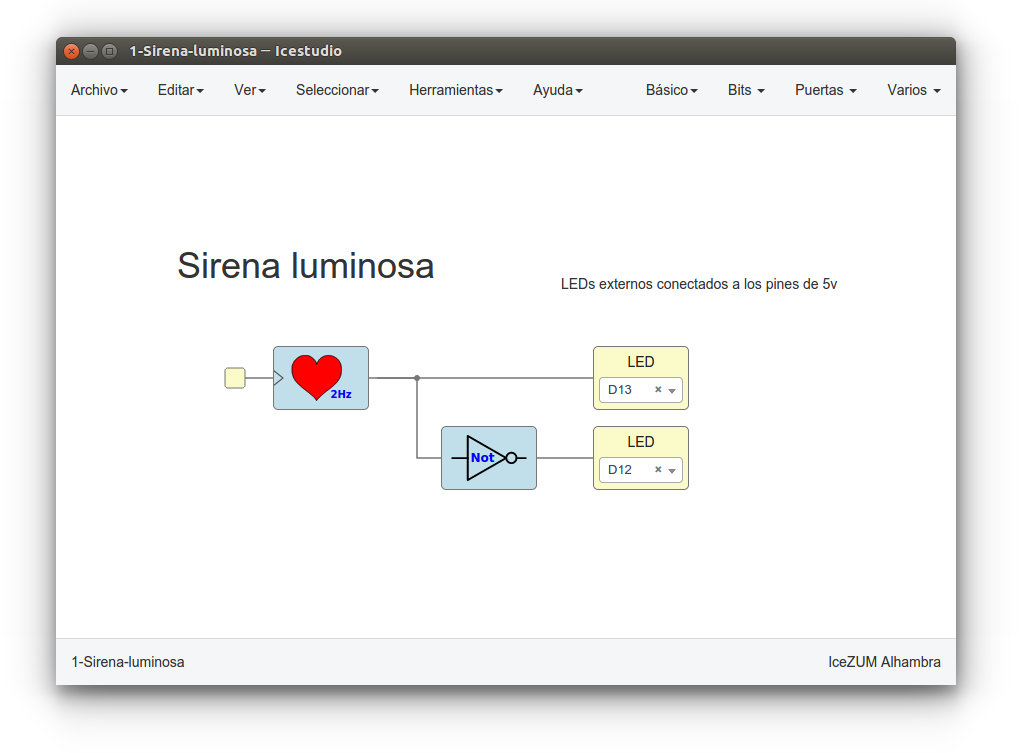 1-Sirena-luminosa — Icestudio
Archivo Editar Ver Seleccionar Herramientas Ayuda Básico Bits Puertas Varios
Sirena luminosa
LEDs externos conectados a los pines de 5v
2Hz
LED
D13
Not
LED
D12
1-Sirena-luminosa IceZUM Alhambra